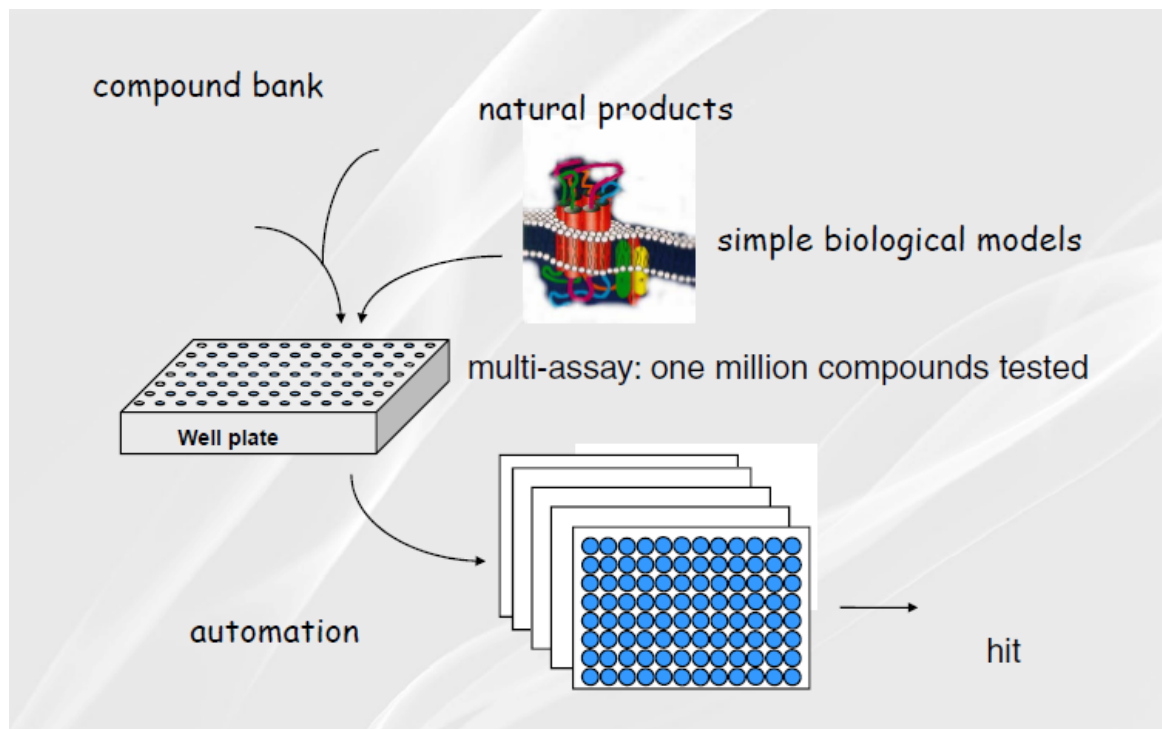 compound bank
natural products
simple biological models
multi-assay: one million compounds tested
Well plate
automation
hit